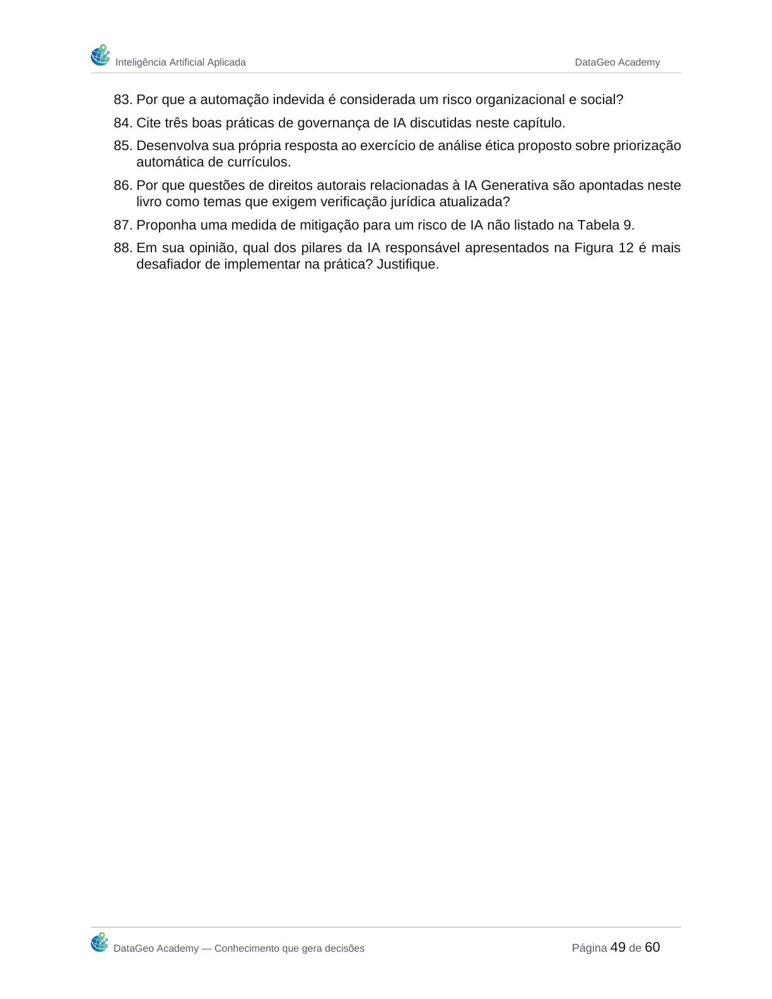 Inteligência Artificial Aplicada DataGeo Academy
83. Por que a automação indevida é considerada um risco organizacional e social?
84. Cite três boas práticas de governança de IA discutidas neste capítulo.
85. Desenvolva sua própria resposta ao exercício de análise ética proposto sobre priorização
automática de currículos.
86. Por que questões de direitos autorais relacionadas à IA Generativa são apontadas neste
livro como temas que exigem verificação jurídica atualizada?
87. Proponha uma medida de mitigação para um risco de IA não listado na Tabela 9.
88. Em sua opinião, qual dos pilares da IA responsável apresentados na Figura 12 é mais
desafiador de implementar na prática? Justifique.
DataGeo Academy — Conhecimento que gera decisões Página 49 de 60